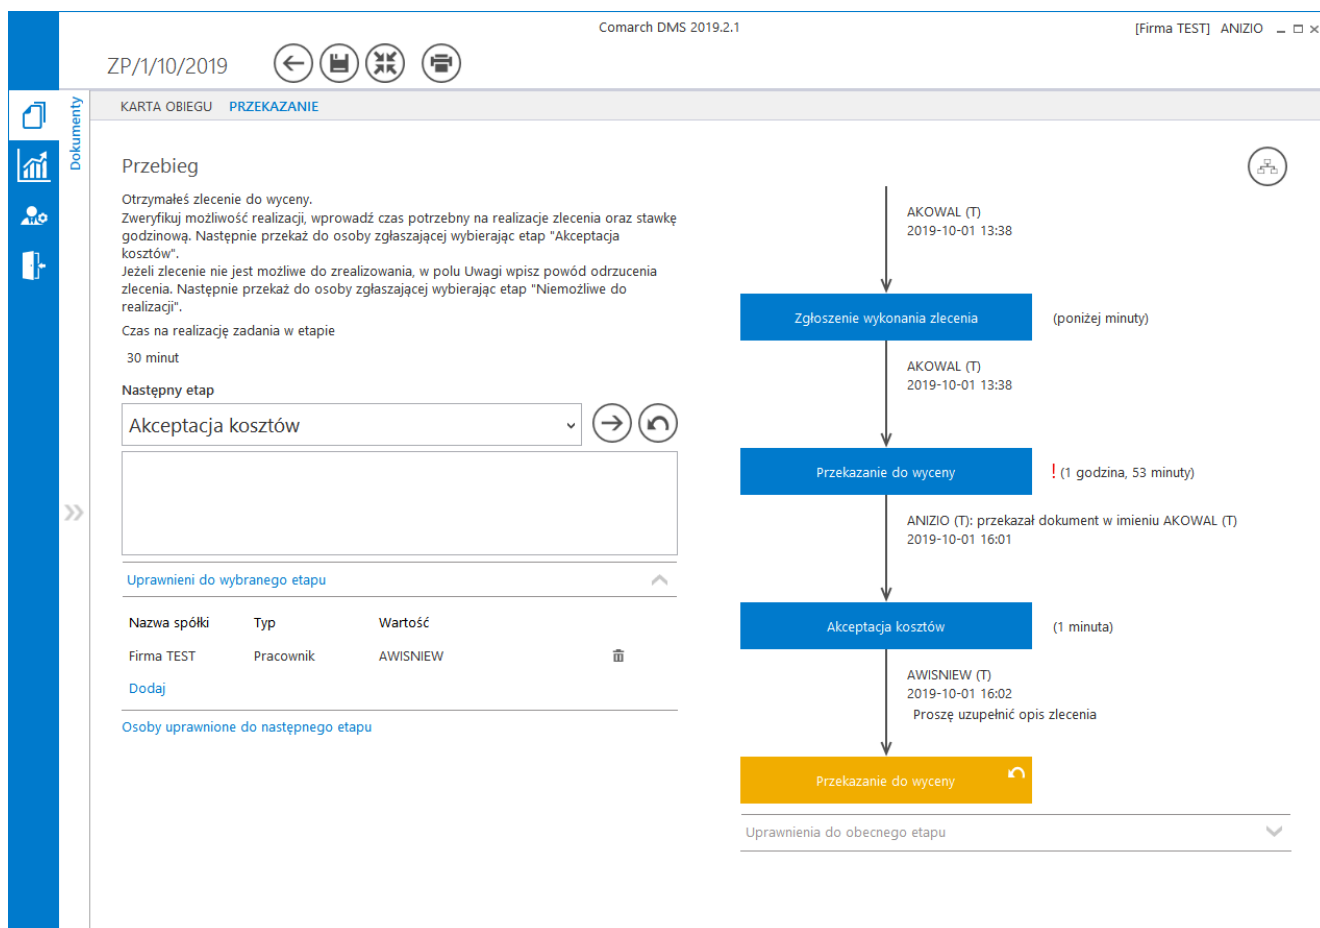 Comarch DMS 2019.2.1
[Firma TEST] ANIZIO
ZP/1/10/2019
Dokumenty
KARTA OBIEGU PRZEKAZANIE
Przebieg
Otrzymałeś zlecenie do wyceny.
Zweryfikuj możliwość realizacji, wprowadź czas potrzebny na realizacje zlecenia oraz stawkę
godzinową. Następnie przekaż do osoby zgłaszającej wybierając etap "Akceptacja
kosztów".
Jeżeli zlecenie nie jest możliwe do zrealizowania, w polu Uwagi wpisz powód odrzucenia
zlecenia. Następnie przekaż do osoby zgłaszającej wybierając etap "Niemożliwe do
realizacji".
Czas na realizację zadania w etapie
30 minut
Następny etap
Akceptacja kosztów
Uprawnieni do wybranego etapu
Nazwa spółki Typ Wartość
Firma TEST Pracownik AWISNIEW
Dodaj
Osoby uprawnione do następnego etapu
AKOWAL (T)
2019-10-01 13:38
Zgłoszenie wykonania zlecenia (poniżej minuty)
AKOWAL (T)
2019-10-01 13:38
Przekazanie do wyceny ! (1 godzina, 53 minuty)
ANIZIO (T): przekazał dokument w imieniu AKOWAL (T)
2019-10-01 16:01
Akceptacja kosztów (1 minuta)
AWISNIEW (T)
2019-10-01 16:02
Proszę uzupełnić opis zlecenia
Przekazanie do wyceny
Uprawnienia do obecnego etapu